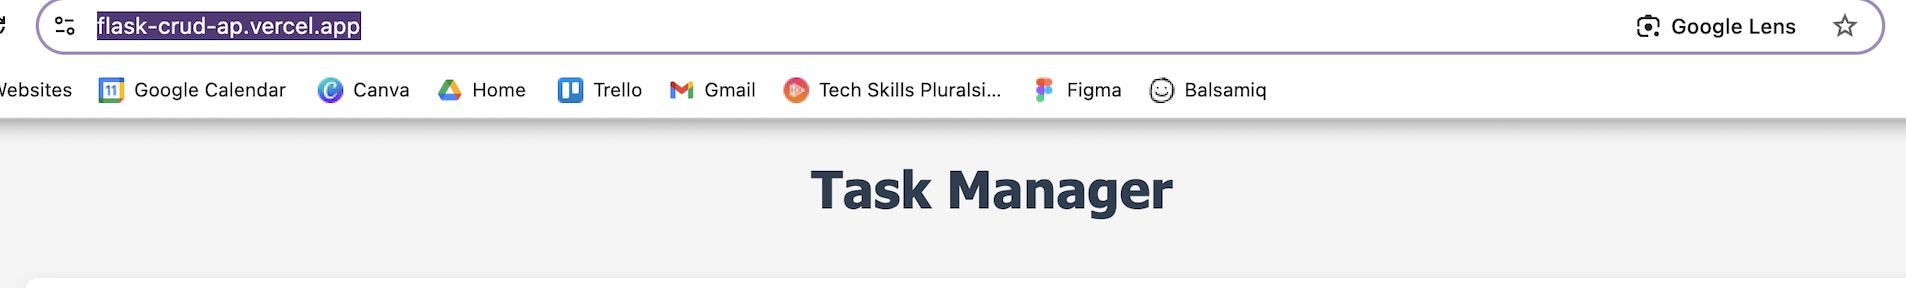 flask-crud-ap.vercel.app Google Lens
Websites 11 Google Calendar Canva Home Trello Gmail Tech Skills Pluralsi... Figma Balsamiq
Task Manager